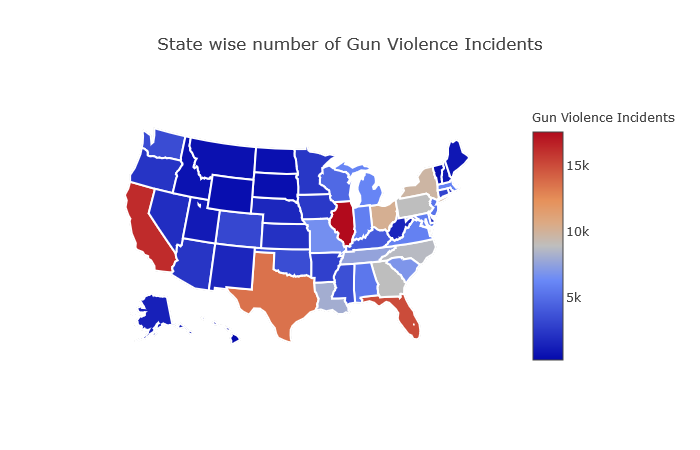 State wise number of Gun Violence Incidents
Gun Violence Incidents
15k
10k
5k